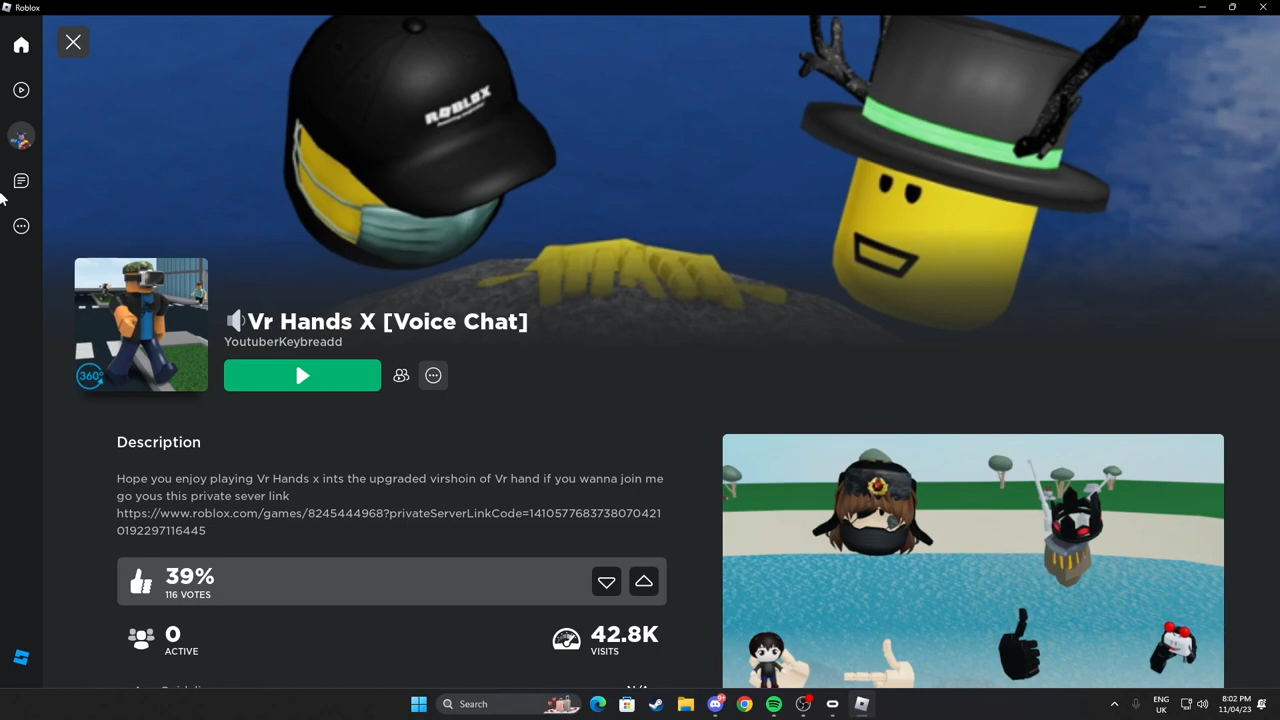 Roblox
ROBLOX
360°
Vr Hands X [Voice Chat]
YoutuberKeybreadd
Description
Hope you enjoy playing Vr Hands x ints the upgraded virshoin of Vr hand if you wanna join me
go yous this private sever link
https://www.roblox.com/games/8245444968?privateServerLinkCode=1410577683738070421
0192297116445
39%
116 VOTES
0
ACTIVE
42.8K
VISITS
Search
ENG
UK
8:02 PM
11/04/23